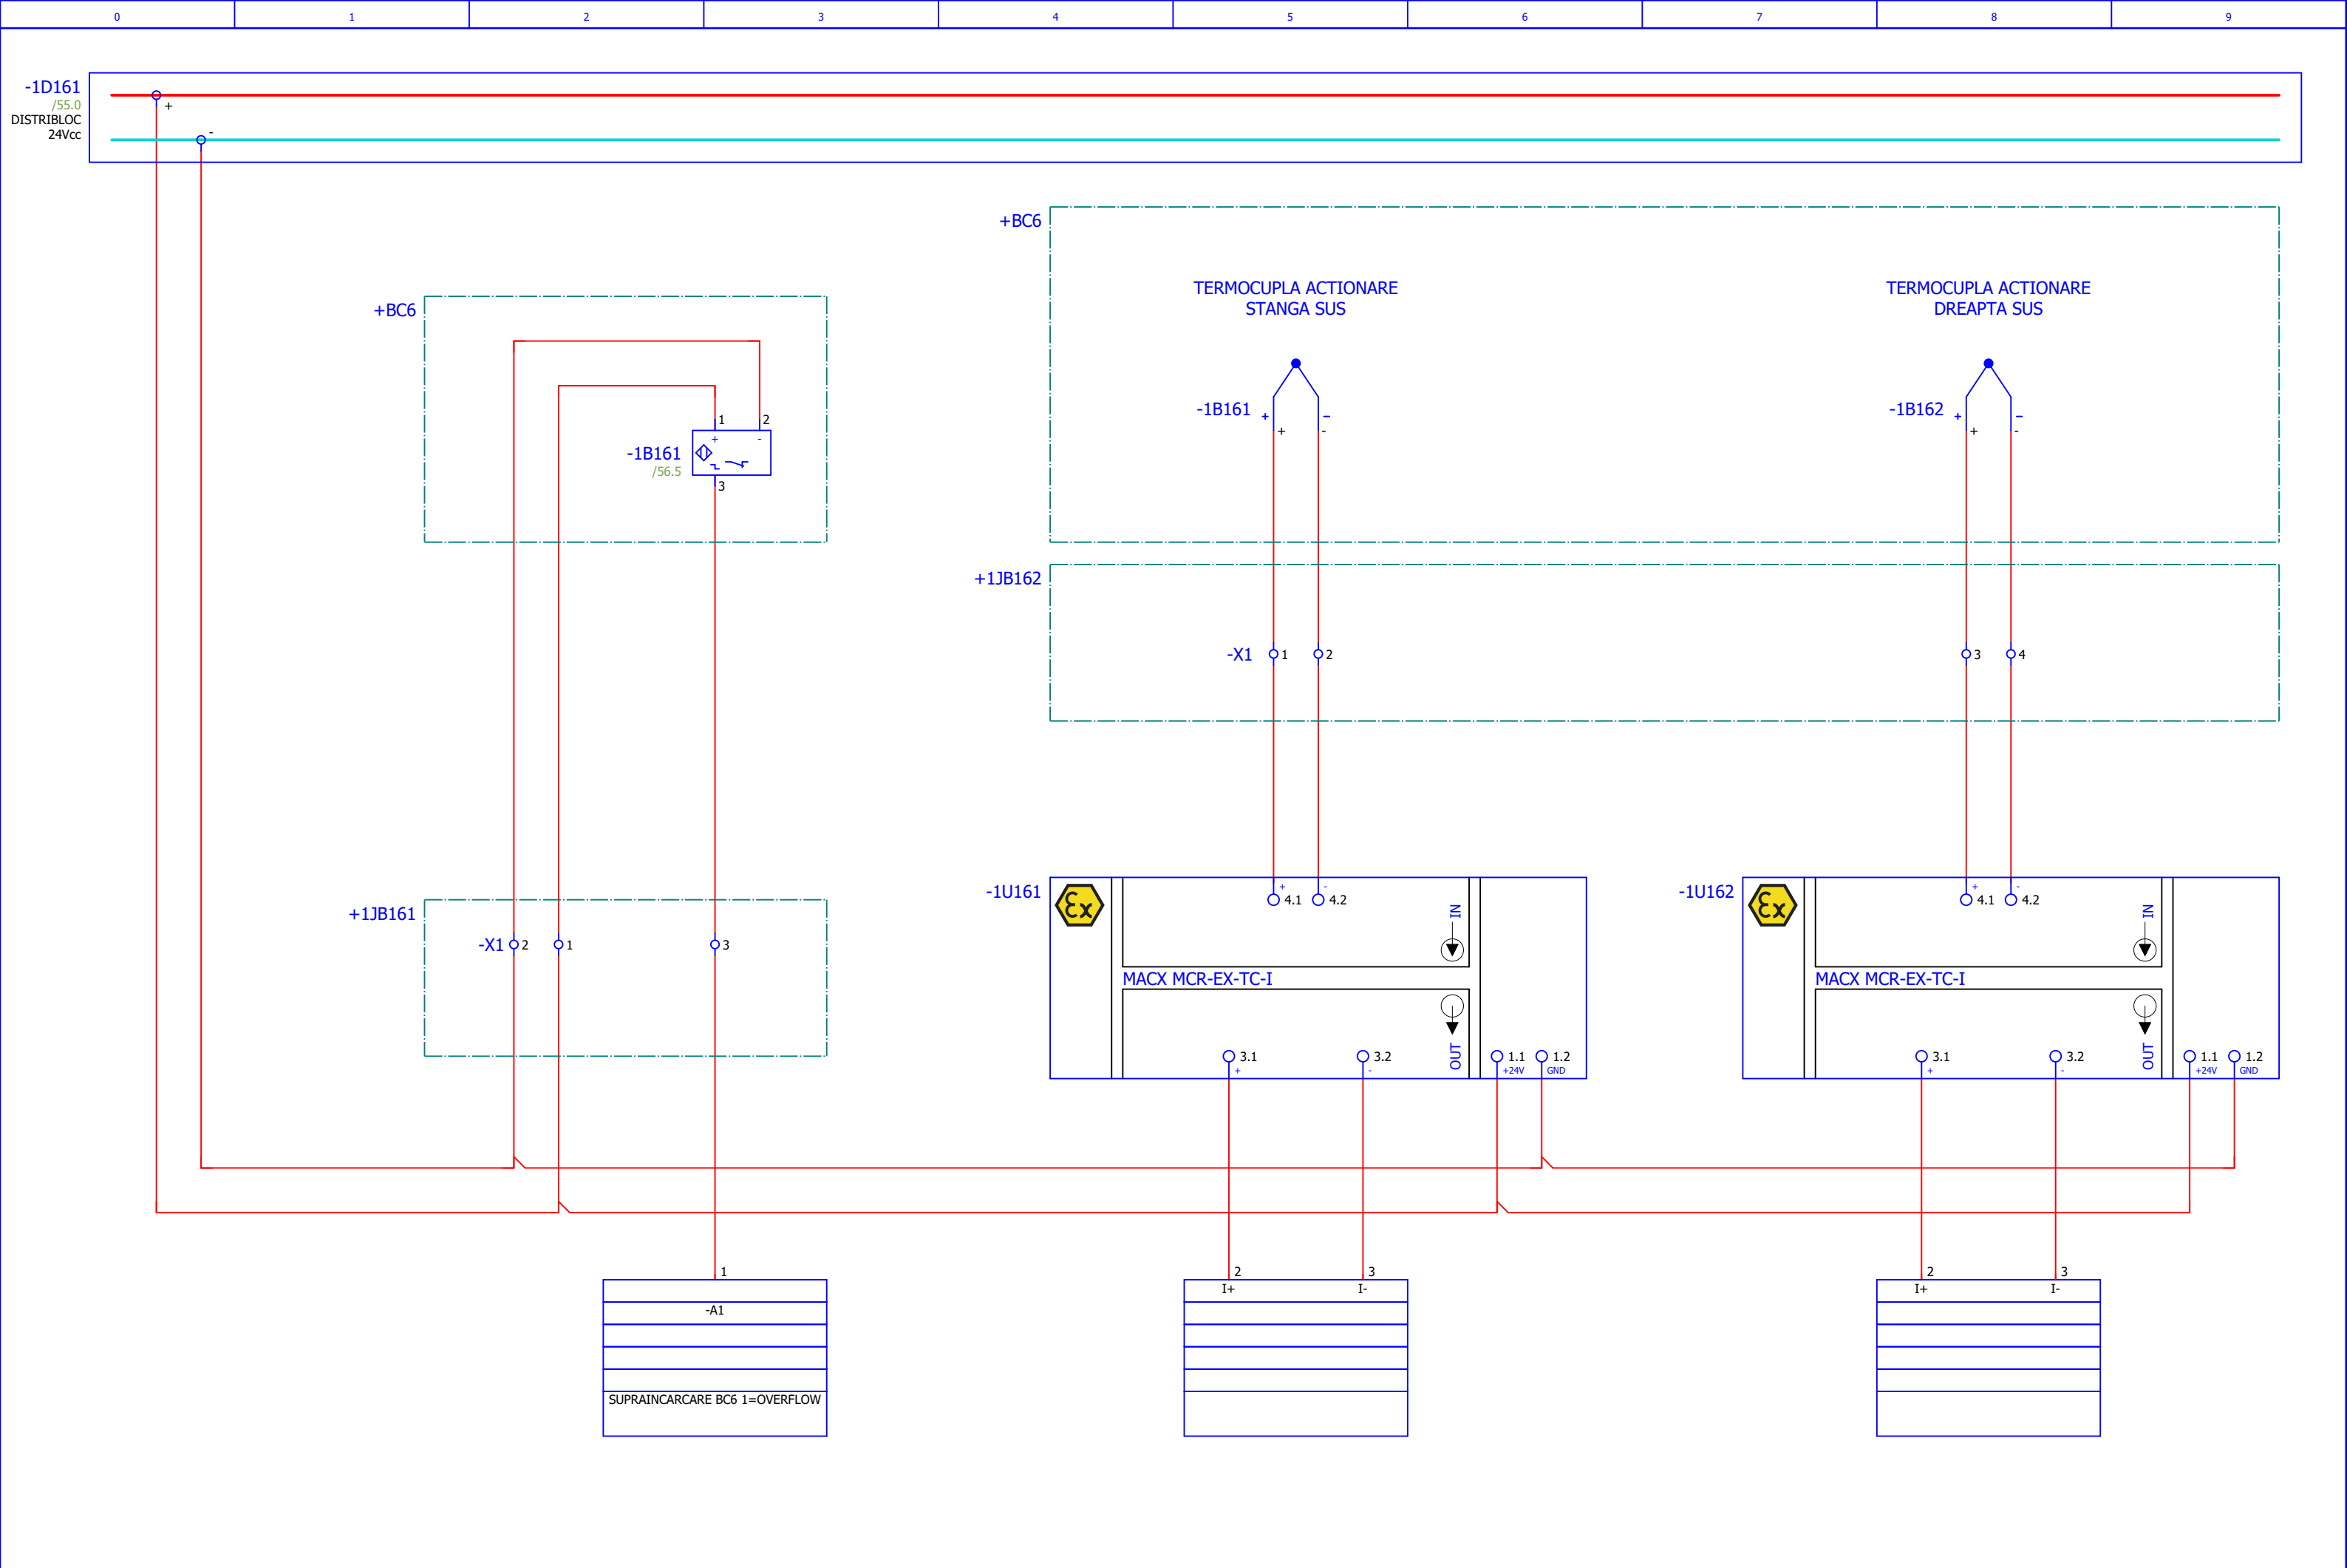 0 1 2 3 4 5 6 7 8 9
-1D161
/55.0
DISTRIBLOC
24Vcc
+
-
+BC6
1 2
+ -
-1B161
/56.5
3
+BC6
TERMOCUPLA ACTIONARE
STANGA SUS
-1B161 + −
+ -
TERMOCUPLA ACTIONARE
DREAPTA SUS
-1B162 + −
+ -
+1JB162
-X1 1 2 3 4
+1JB161
-X1 2 1 3
-1U161
Ex
+ -
4.1 4.2
IN
MACX MCR-EX-TC-I
OUT
3.1 3.2 1.1 1.2
+ - +24V GND
-1U162
Ex
+ -
4.1 4.2
IN
MACX MCR-EX-TC-I
OUT
3.1 3.2 1.1 1.2
+ - +24V GND
1
-A1
SUPRAINCARCARE BC6 1=OVERFLOW
2 3
I+ I-
2 3
I+ I-